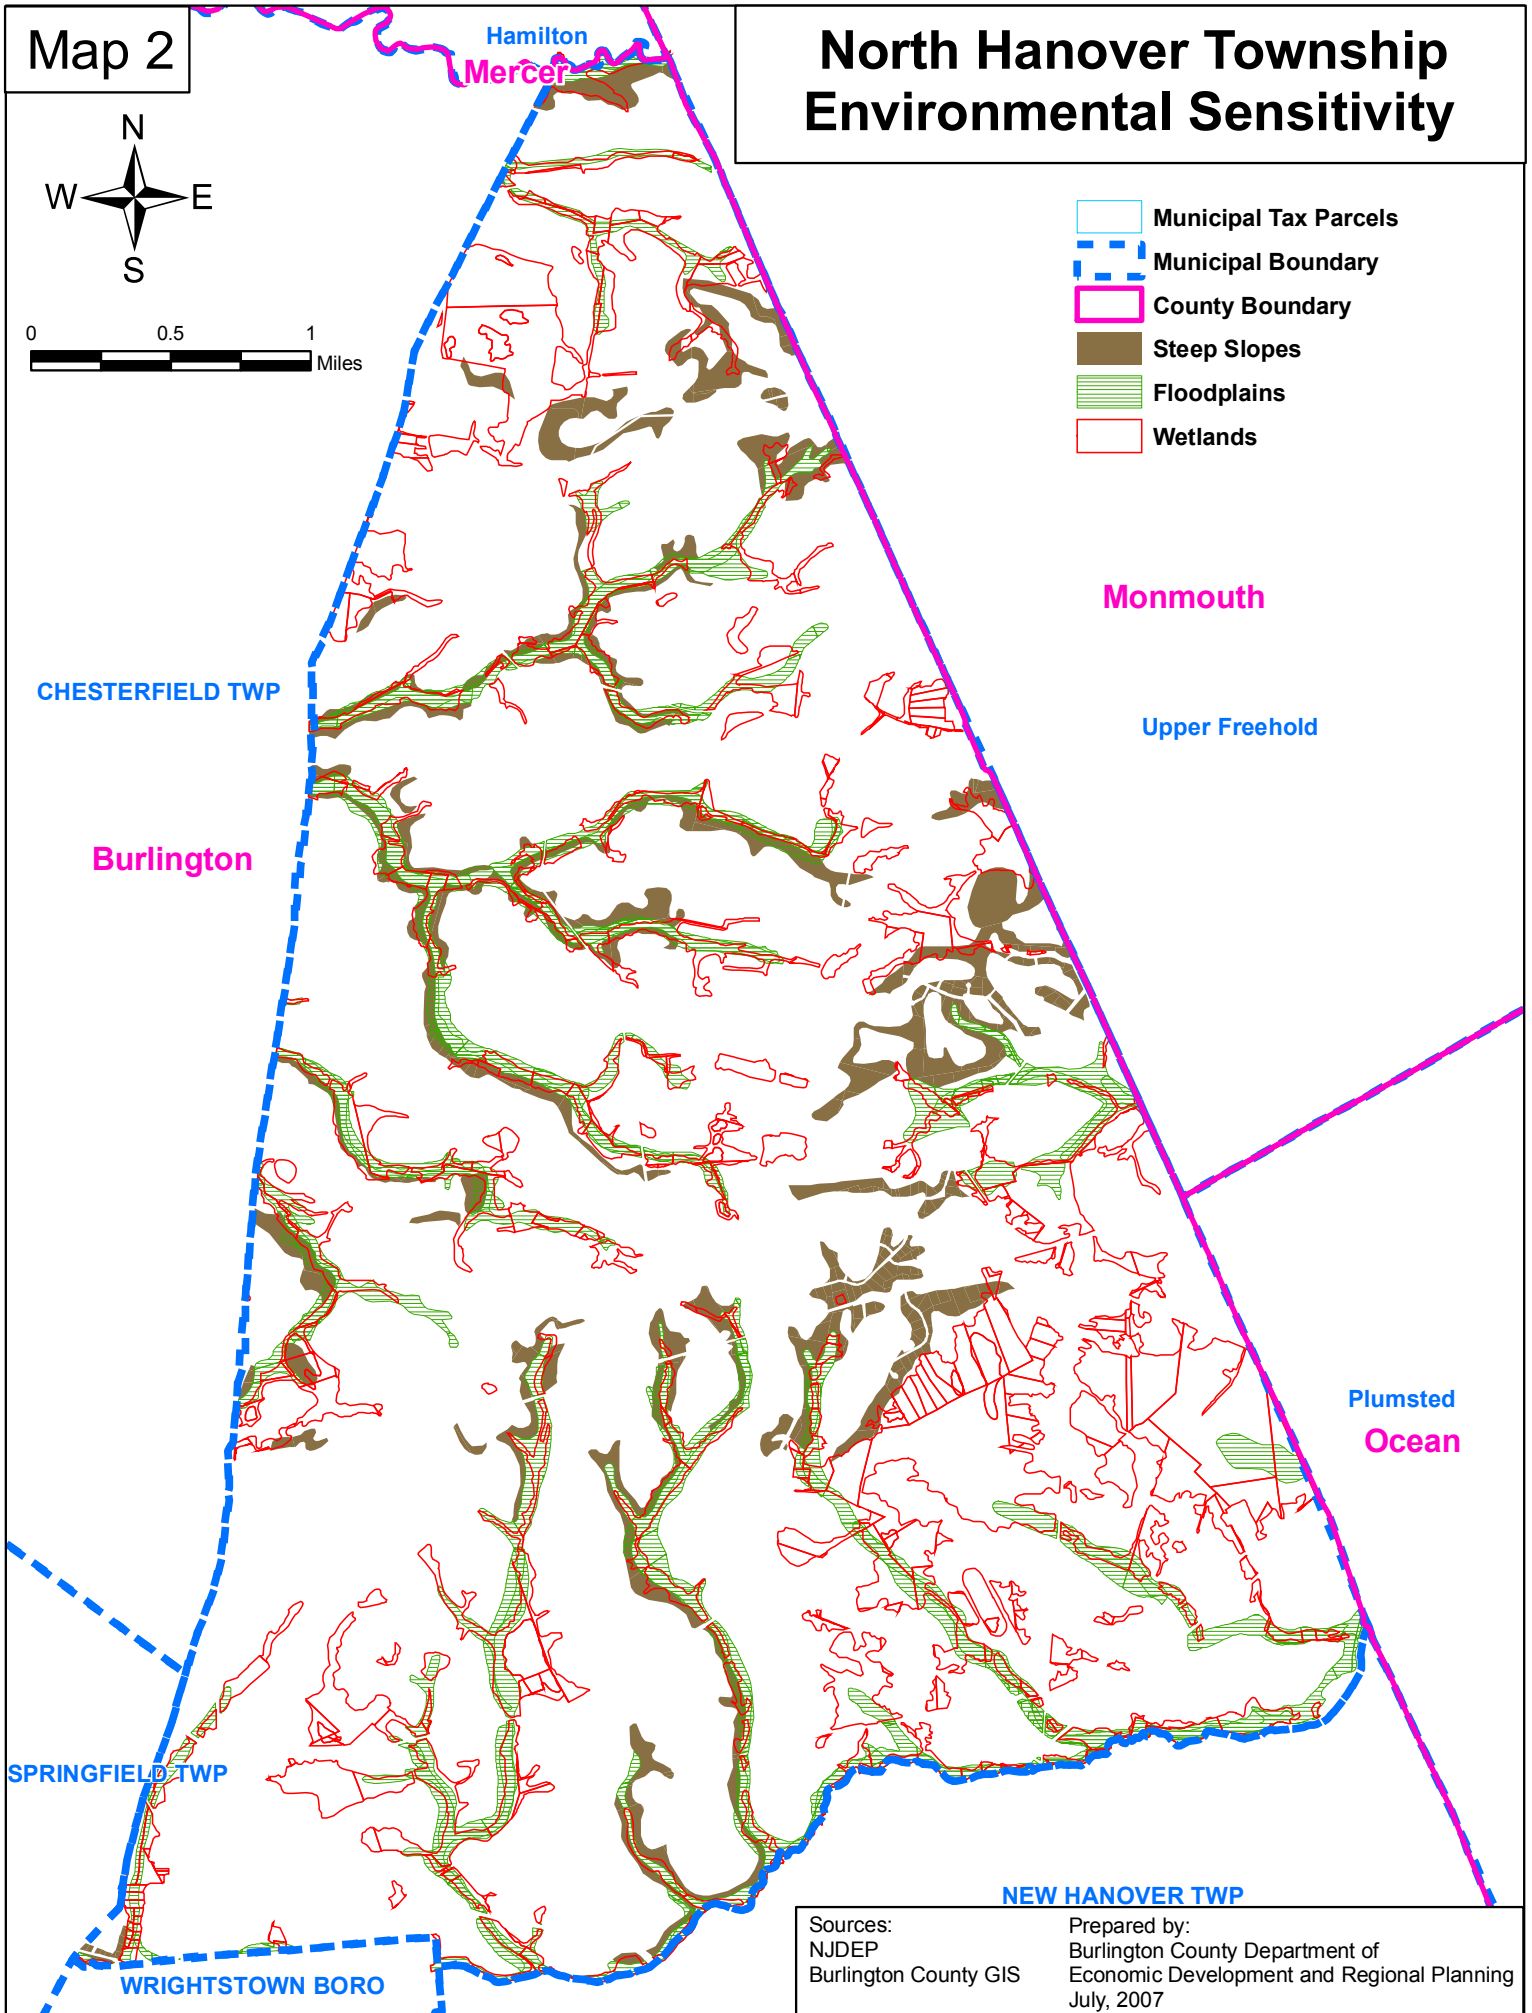 Map 2
North Hanover Township
Environmental Sensitivity
Hamilton
Mercer
N
W E
S
0 0.5 1
Miles
Municipal Tax Parcels
Municipal Boundary
County Boundary
Steep Slopes
Floodplains
Wetlands
Monmouth
CHESTERFIELD TWP
Upper Freehold
Burlington
Plumsted
Ocean
SPRINGFIELD TWP
NEW HANOVER TWP
WRIGHTSTOWN BORO
Sources:
NJDEP
Burlington County GIS
Prepared by:
Burlington County Department of
Economic Development and Regional Planning
July, 2007